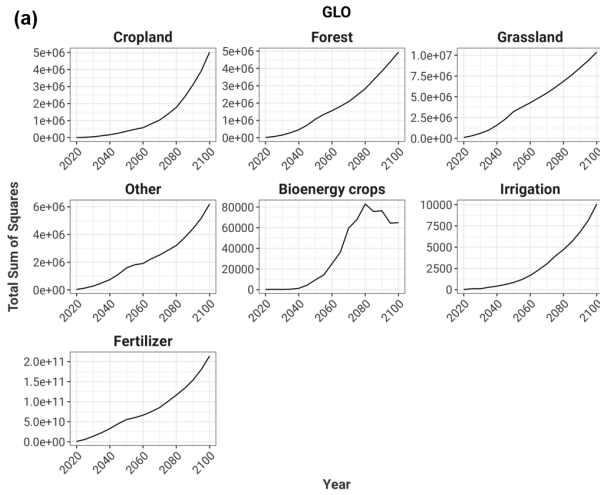 (a)
GLO
Cropland
Forest
Grassland
5e+06
4e+06
3e+06
2e+06
1e+06
0e+00
5e+06
4e+06
3e+06
2e+06
1e+06
0e+00
1.0e+07
7.5e+06
5.0e+06
2.5e+06
0.0e+00
2020 2040 2060 2080 2100
2020 2040 2060 2080 2100
2020 2040 2060 2080 2100
Total Sum of Squares
Other
Bioenergy crops
Irrigation
6e+06
4e+06
2e+06
0e+00
80000
60000
40000
20000
0
10000
7500
5000
2500
0
2020 2040 2060 2080 2100
2020 2040 2060 2080 2100
2020 2040 2060 2080 2100
Fertilizer
2.0e+11
1.5e+11
1.0e+11
5.0e+10
0.0e+00
2020 2040 2060 2080 2100
Year